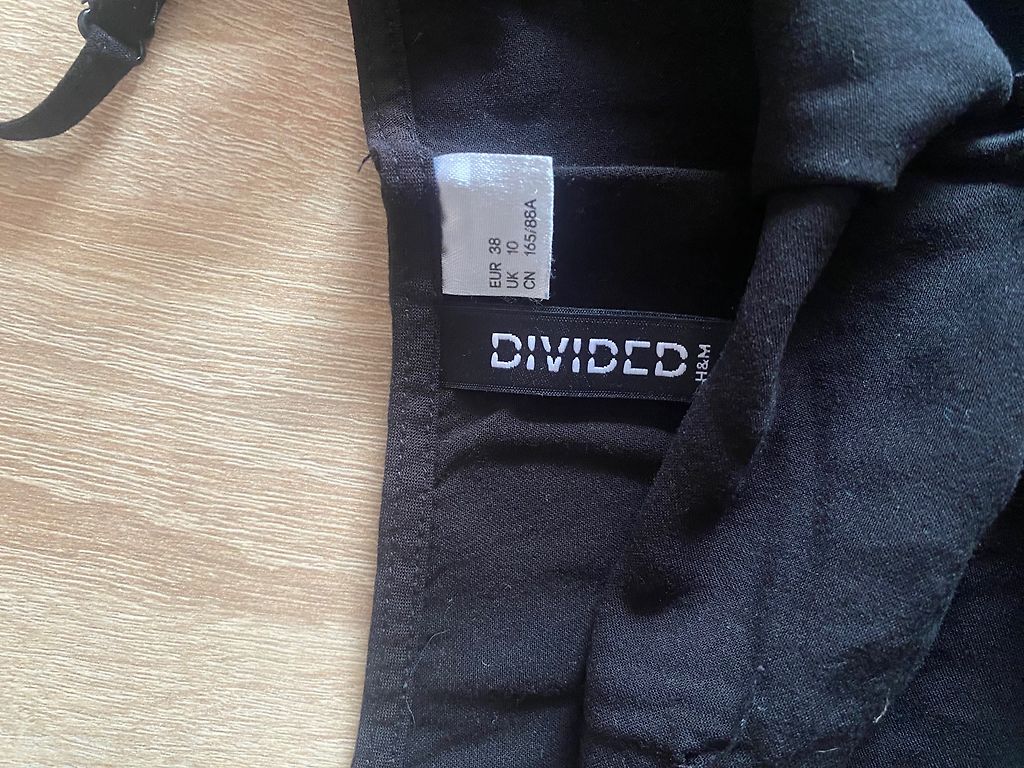 EUR 38
UK 10
CN 165/88A
DIVIDED
H&M